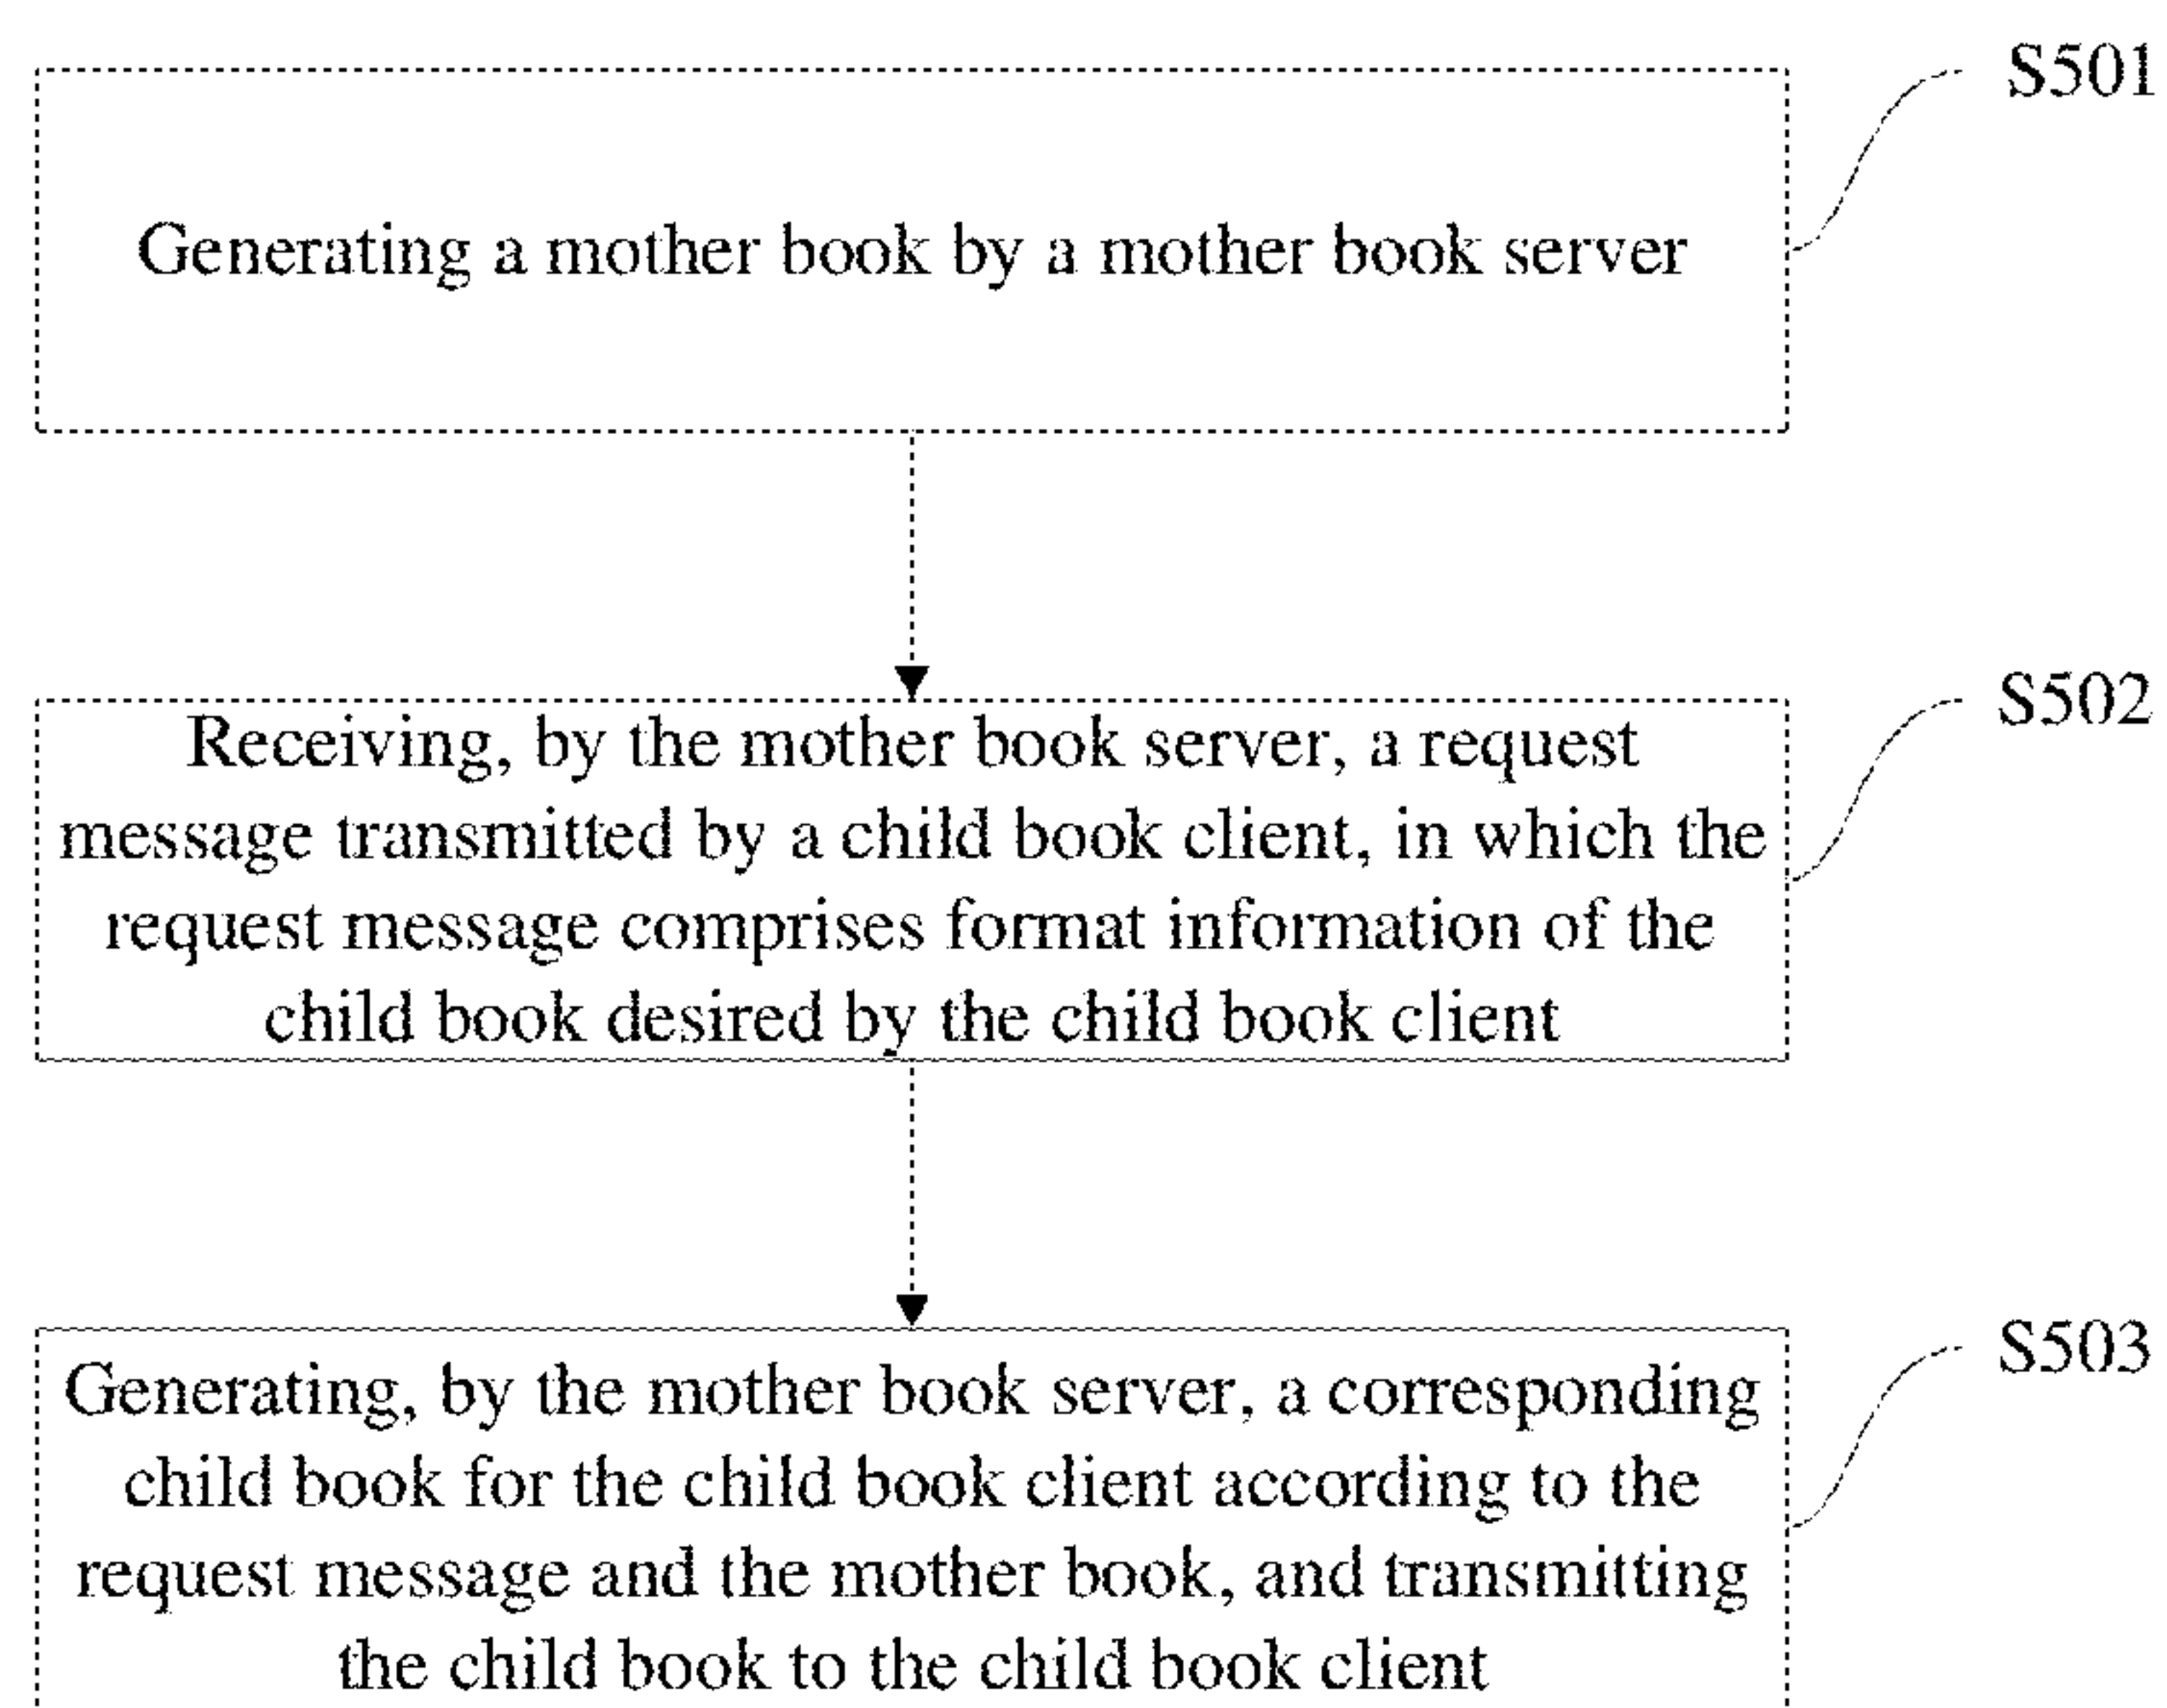 S501
Generating a mother book by a mother book server
S502
Receiving, by the mother book server, a request
message transmitted by a child book client, in which the
request message comprises format information of the
child book desired by the child book client
S503
Generating, by the mother book server, a corresponding
child book for the child book client according to the
request message and the mother book, and transmitting
the child book to the child book client